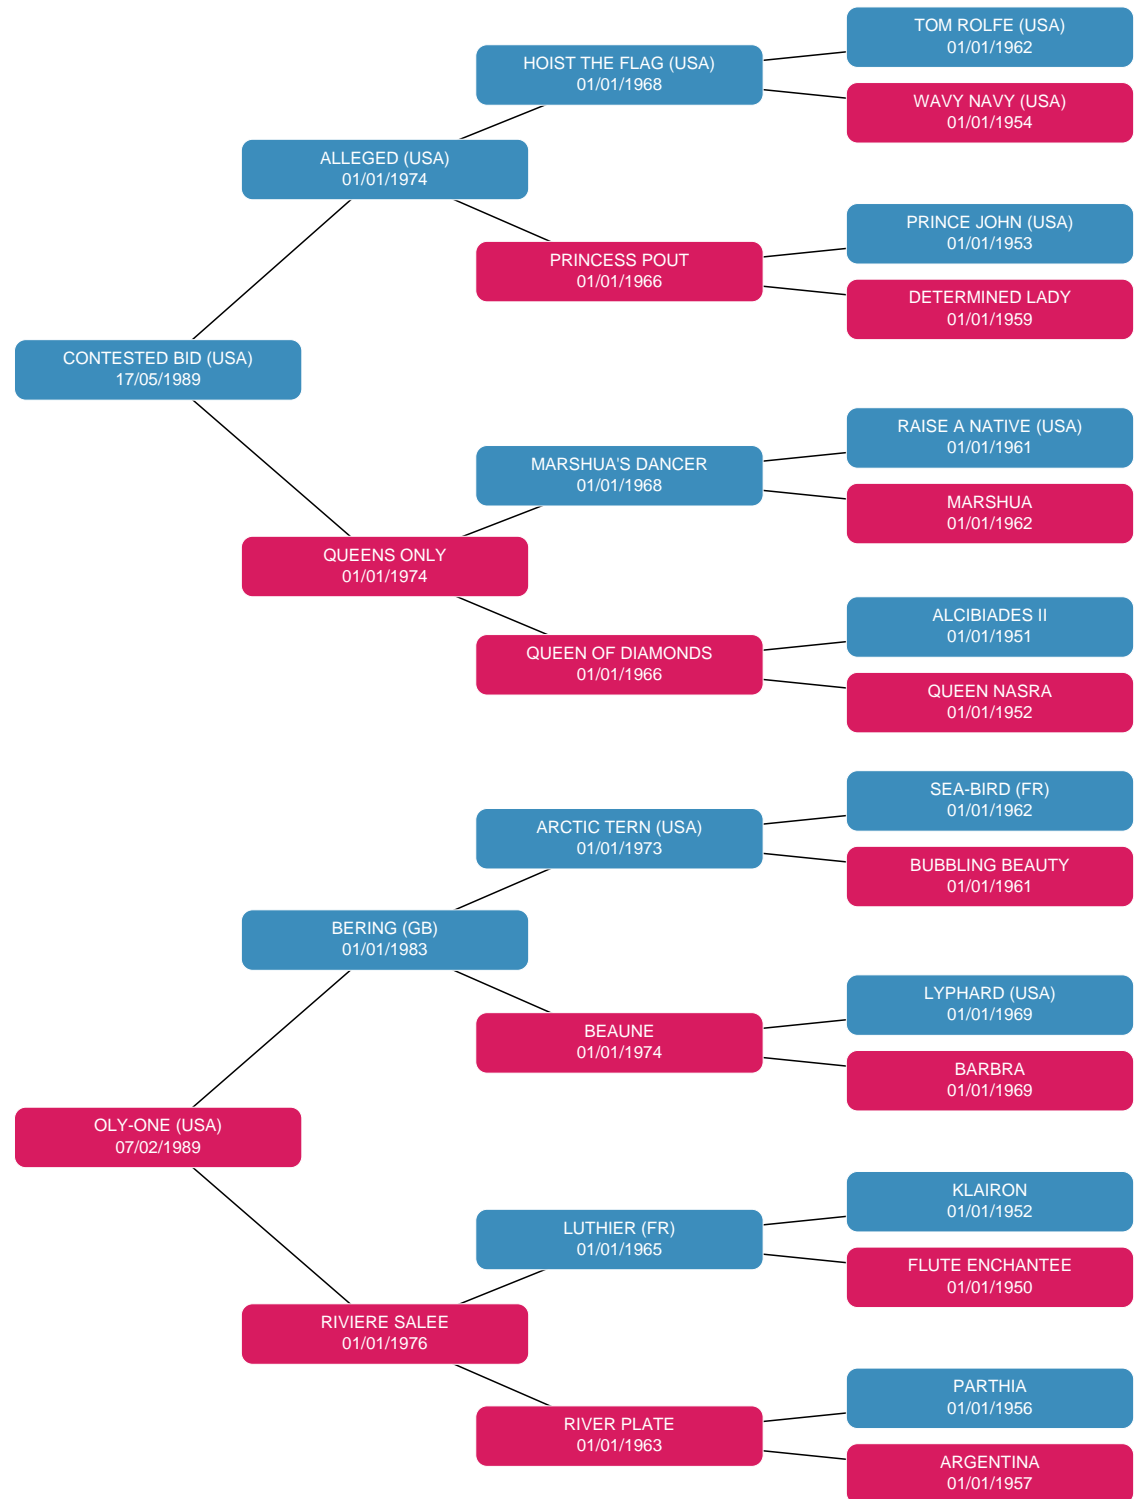 TOM ROLFE (USA)
01/01/1962
HOIST THE FLAG (USA)
01/01/1968
WAVY NAVY (USA)
01/01/1954
ALLEGED (USA)
01/01/1974
PRINCE JOHN (USA)
01/01/1953
PRINCESS POUT
01/01/1966
DETERMINED LADY
01/01/1959
CONTESTED BID (USA)
17/05/1989
RAISE A NATIVE (USA)
01/01/1961
MARSHUA'S DANCER
01/01/1968
MARSHUA
01/01/1962
QUEENS ONLY
01/01/1974
ALCIBIADES II
01/01/1951
QUEEN OF DIAMONDS
01/01/1966
QUEEN NASRA
01/01/1952
SEA-BIRD (FR)
01/01/1962
ARCTIC TERN (USA)
01/01/1973
BUBBLING BEAUTY
01/01/1961
BERING (GB)
01/01/1983
LYPHARD (USA)
01/01/1969
BEAUNE
01/01/1974
BARBRA
01/01/1969
OLY-ONE (USA)
07/02/1989
KLAIRON
01/01/1952
LUTHIER (FR)
01/01/1965
FLUTE ENCHANTEE
01/01/1950
RIVIERE SALEE
01/01/1976
PARTHIA
01/01/1956
RIVER PLATE
01/01/1963
ARGENTINA
01/01/1957